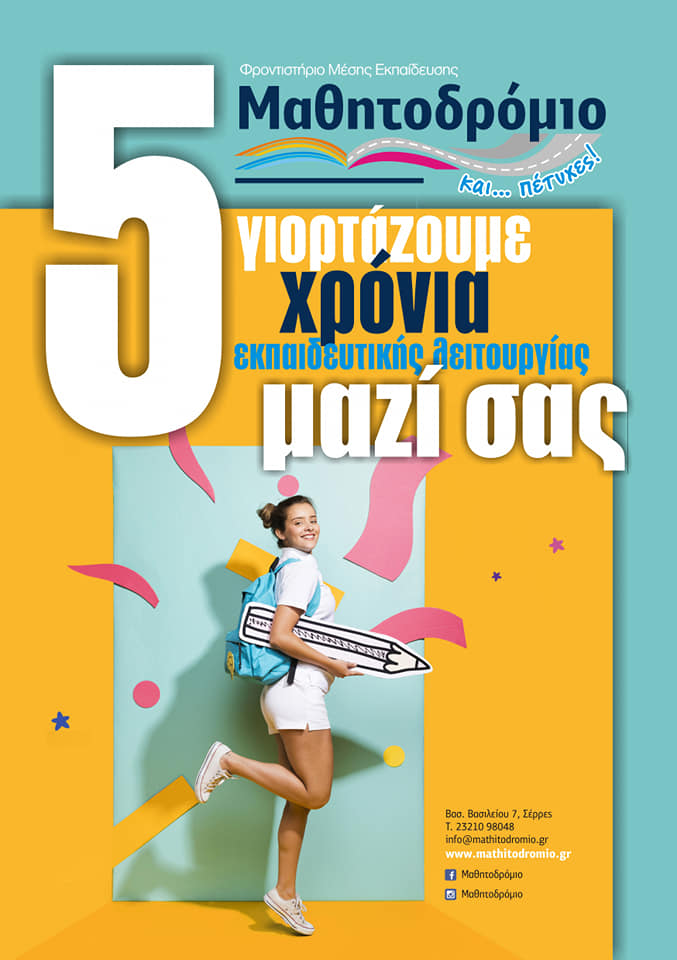 Φροντιστήριο Μέσης Εκπαίδευσης
Μαθητοδρόμιο
και... πέτυχες!
5
γιορτάζουμε
χρόνια
εκπαιδευτικής λειτουργίας
μαζί σας
Βασ. Βασιλείου 7, Σέρρες
Τ. 23210 98048
info@mathitodromio.gr
www.mathitodromio.gr
Μαθητοδρόμιο
Μαθητοδρόμιο